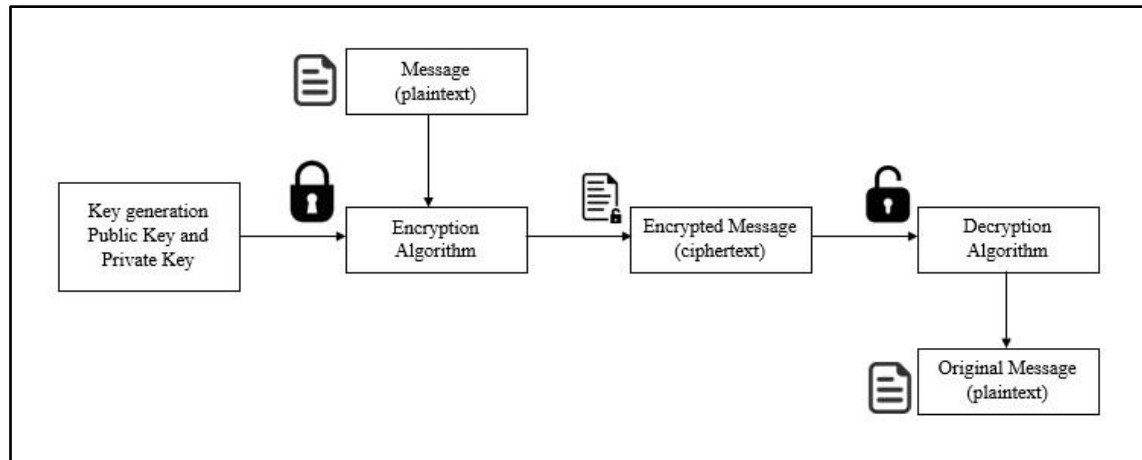 Message
(plaintext)
Key generation
Public Key and
Private Key
Encryption
Algorithm
Encrypted Message
(ciphertext)
Decryption
Algorithm
Original Message
(plaintext)